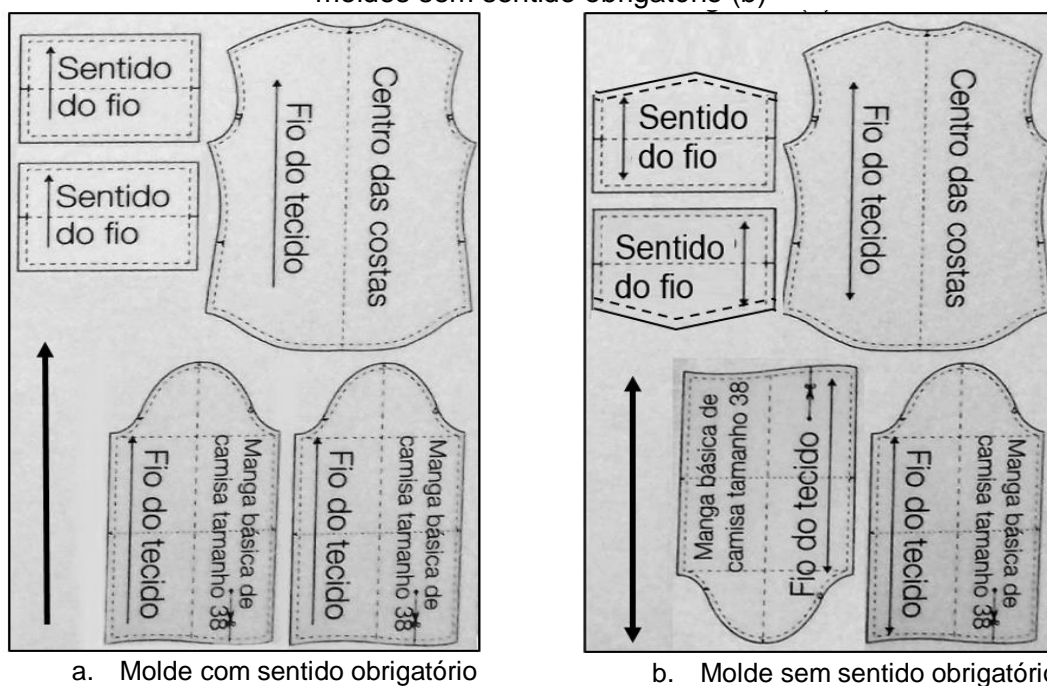 moldes sem sentido obrigatório (b)
Sentido
do fio
Sentido
do fio
Fio do tecido
Centro das costas
Fio do tecido
Manga básica de
camisa tamanho 38
Fio do tecido
Manga básica de
camisa tamanho 38
a. Molde com sentido obrigatório
Sentido
do fio
Sentido
do fio
Fio do tecido
Centro das costas
Manga básica de
camisa tamanho 38
Fio do tecido
Fio do tecido
Manga básica de
camisa tamanho 38
b. Molde sem sentido obrigatório